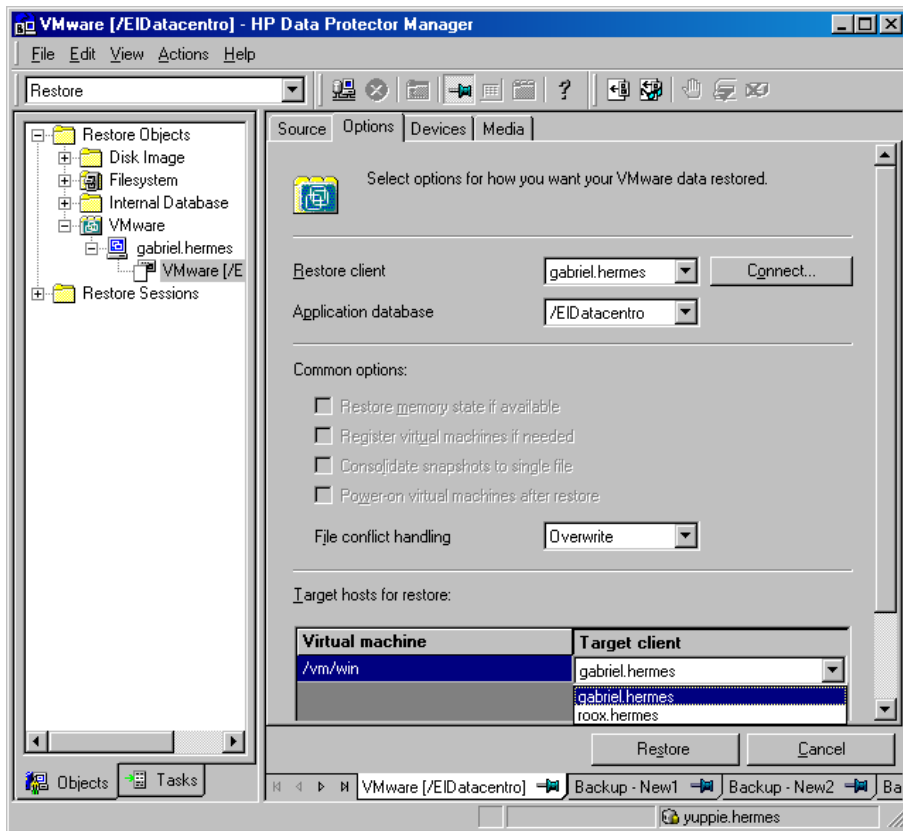 VMware [/ElDatacentro] - HP Data Protector Manager
File Edit View Actions Help
Restore
Restore Objects
Disk Image
Filesystem
Internal Database
VMware
gabriel.hermes
VMware [/E
Restore Sessions
Objects Tasks
Source Options Devices Media
Select options for how you want your VMware data restored.
Restore client gabriel.hermes Connect...
Application database /ElDatacentro
Common options:
Restore memory state if available
Register virtual machines if needed
Consolidate snapshots to single file
Power-on virtual machines after restore
File conflict handling Overwrite
Target hosts for restore:
Virtual machine Target client
/vm/win gabriel.hermes
gabriel.hermes
roox.hermes
Restore Cancel
VMware [/ElDatacentro] Backup - New1 Backup - New2 Ba
yuppie.hermes